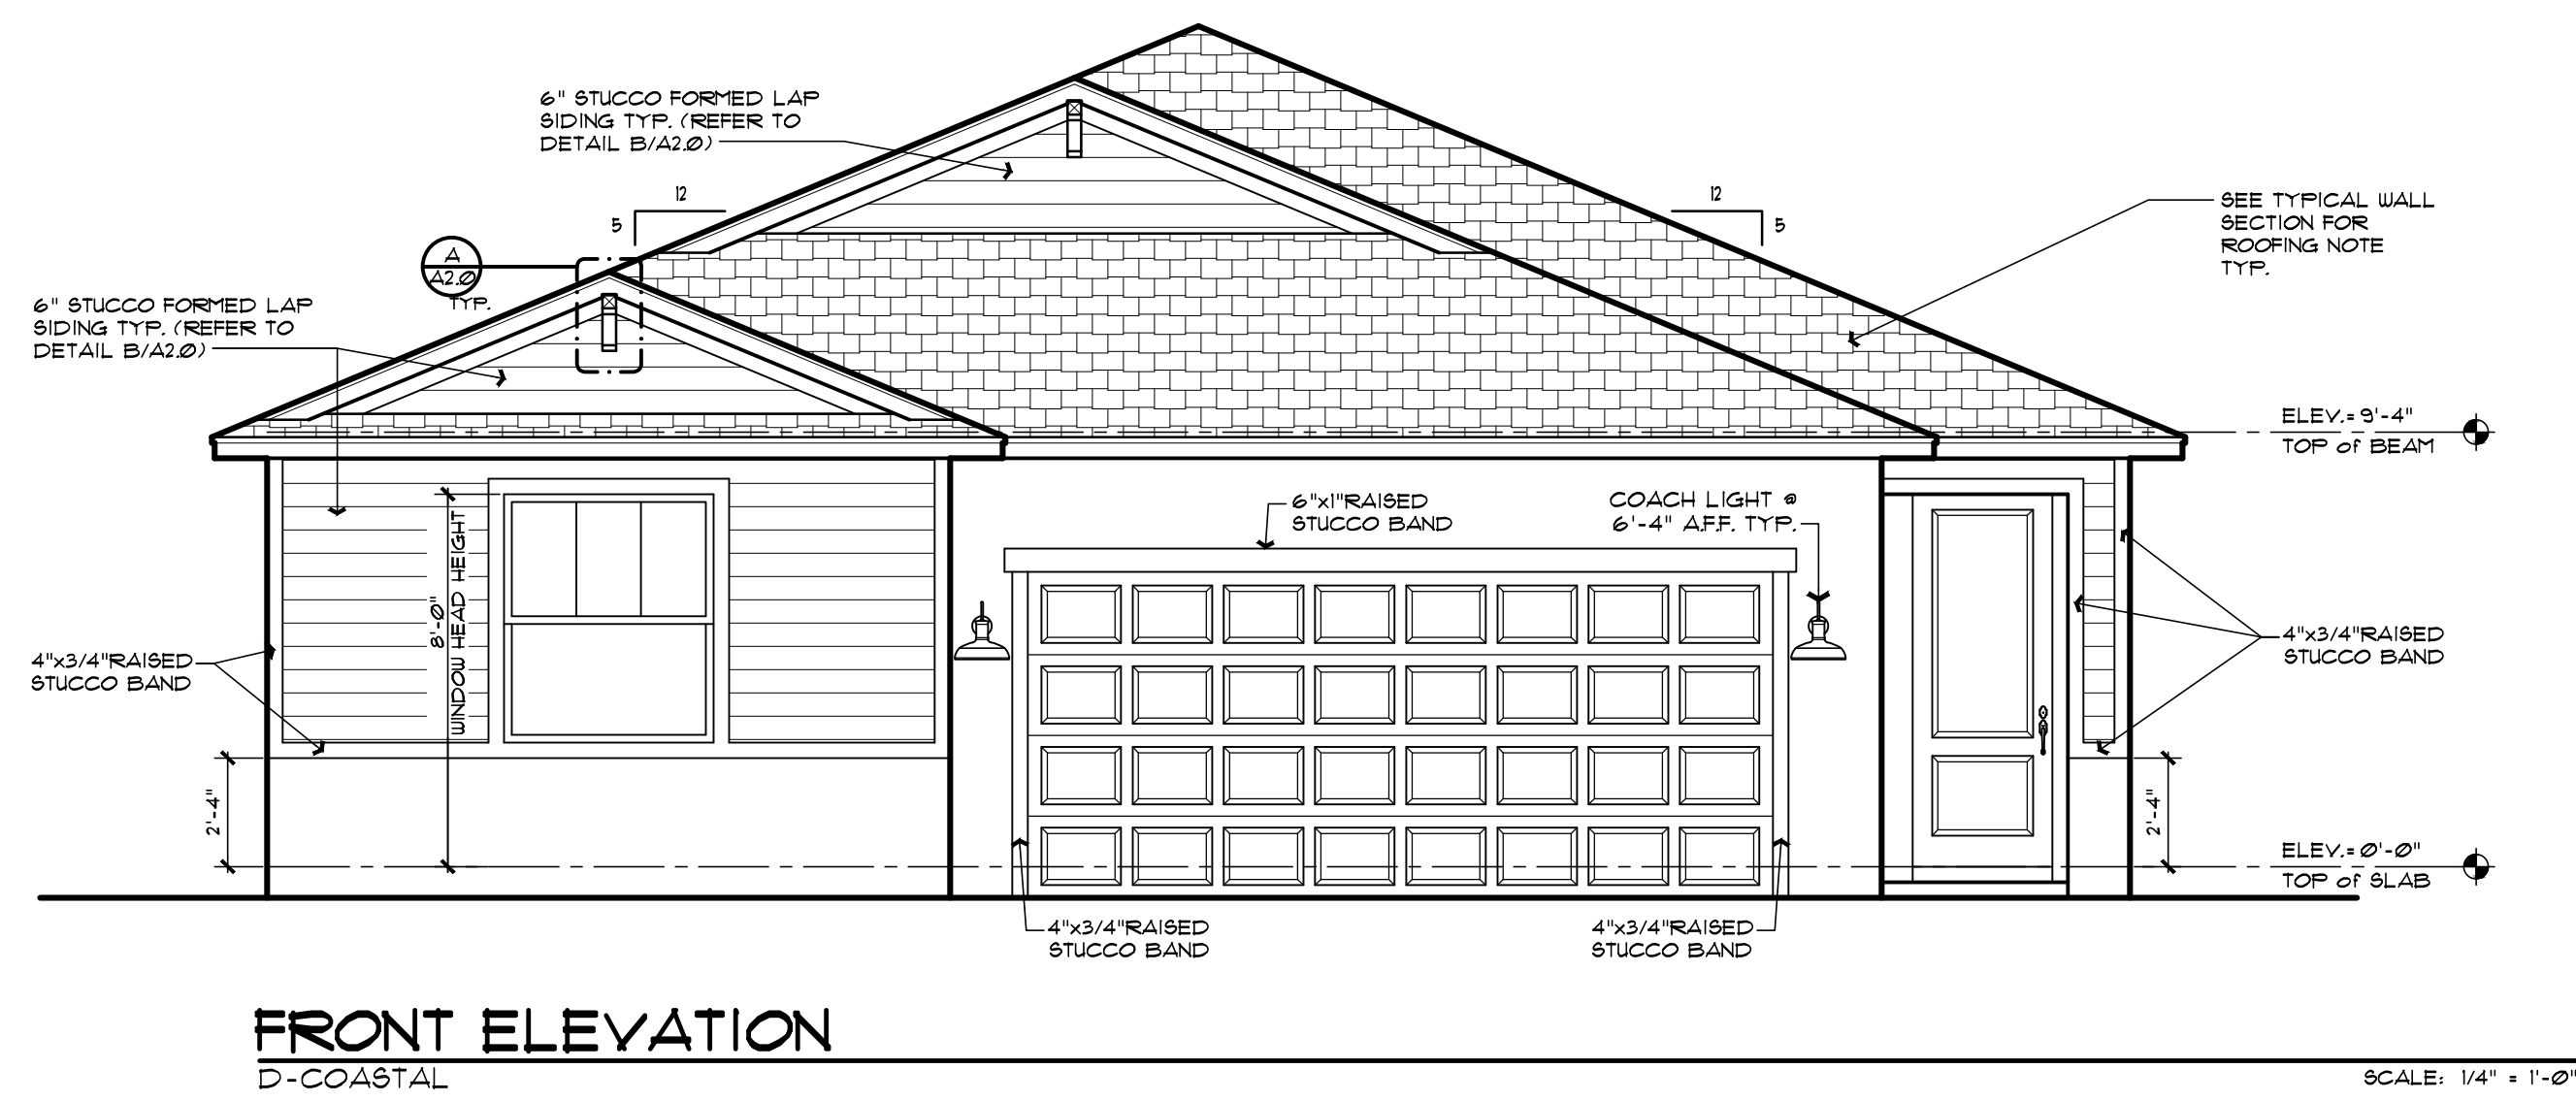 6" STUCCO FORMED LAP
SIDING TYP. (REFER TO
DETAIL B/A2.0)
12
5
12
5
SEE TYPICAL WALL
SECTION FOR
ROOFING NOTE
TYP.
A
A2.0
TYP.
6" STUCCO FORMED LAP
SIDING TYP. (REFER TO
DETAIL B/A2.0)
ELEV.= 9'-4"
TOP of BEAM
6"x1"RAISED
STUCCO BAND
COACH LIGHT @
6'-4" A.F.F. TYP.
8'-0"
WINDOW HEAD HEIGHT
4"x3/4"RAISED
STUCCO BAND
4"x3/4"RAISED
STUCCO BAND
2'-4"
2'-4"
ELEV.= 0'-0"
TOP of SLAB
4"x3/4"RAISED
STUCCO BAND
4"x3/4"RAISED
STUCCO BAND
FRONT ELEVATION
D-COASTAL
SCALE: 1/4" = 1'-0"